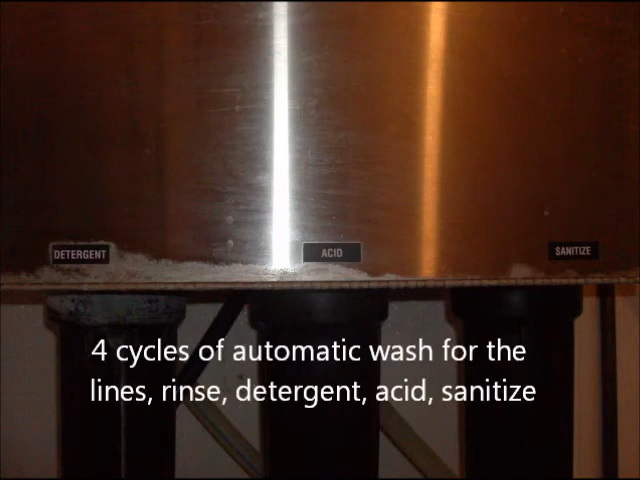 DETERGENT
ACID
SANITIZE
4 cycles of automatic wash for the
lines, rinse, detergent, acid, sanitize